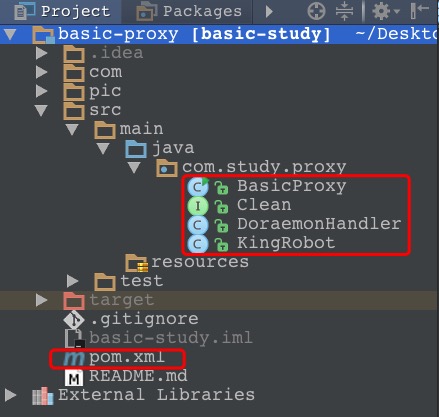 Project Packages
basic-proxy [basic-study] ~/Deskto
.idea
com
pic
src
main
java
com.study.proxy
C BasicProxy
I Clean
C DoraemonHandler
C KingRobot
resources
test
target
.gitignore
basic-study.iml
m pom.xml
M README.md
External Libraries